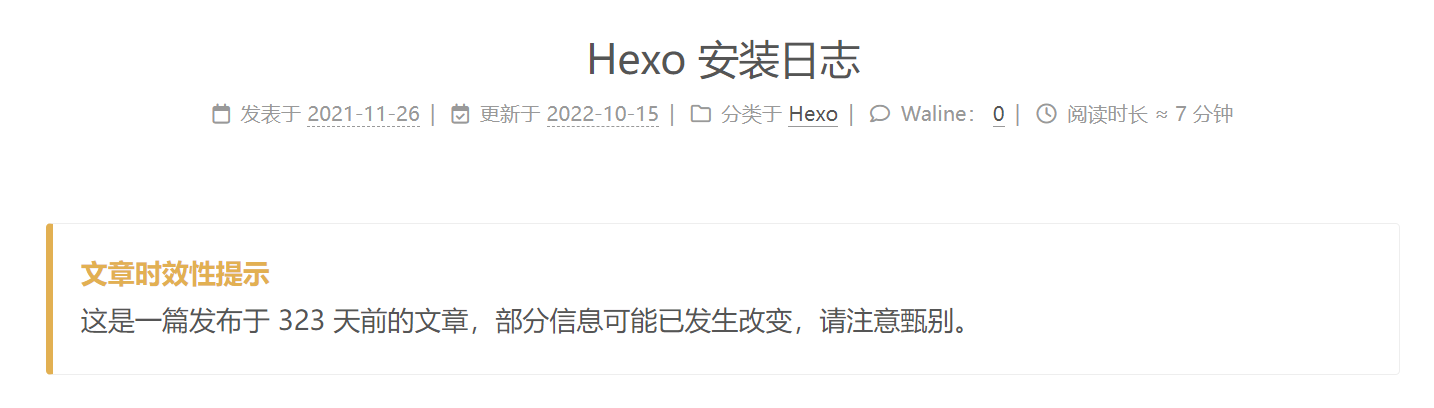 Hexo 安装日志
发表于 2021-11-26 | 更新于 2022-10-15 | 分类于 Hexo | Waline： 0 | 阅读时长 ≈ 7 分钟
文章时效性提示
这是一篇发布于 323 天前的文章，部分信息可能已发生改变，请注意甄别。